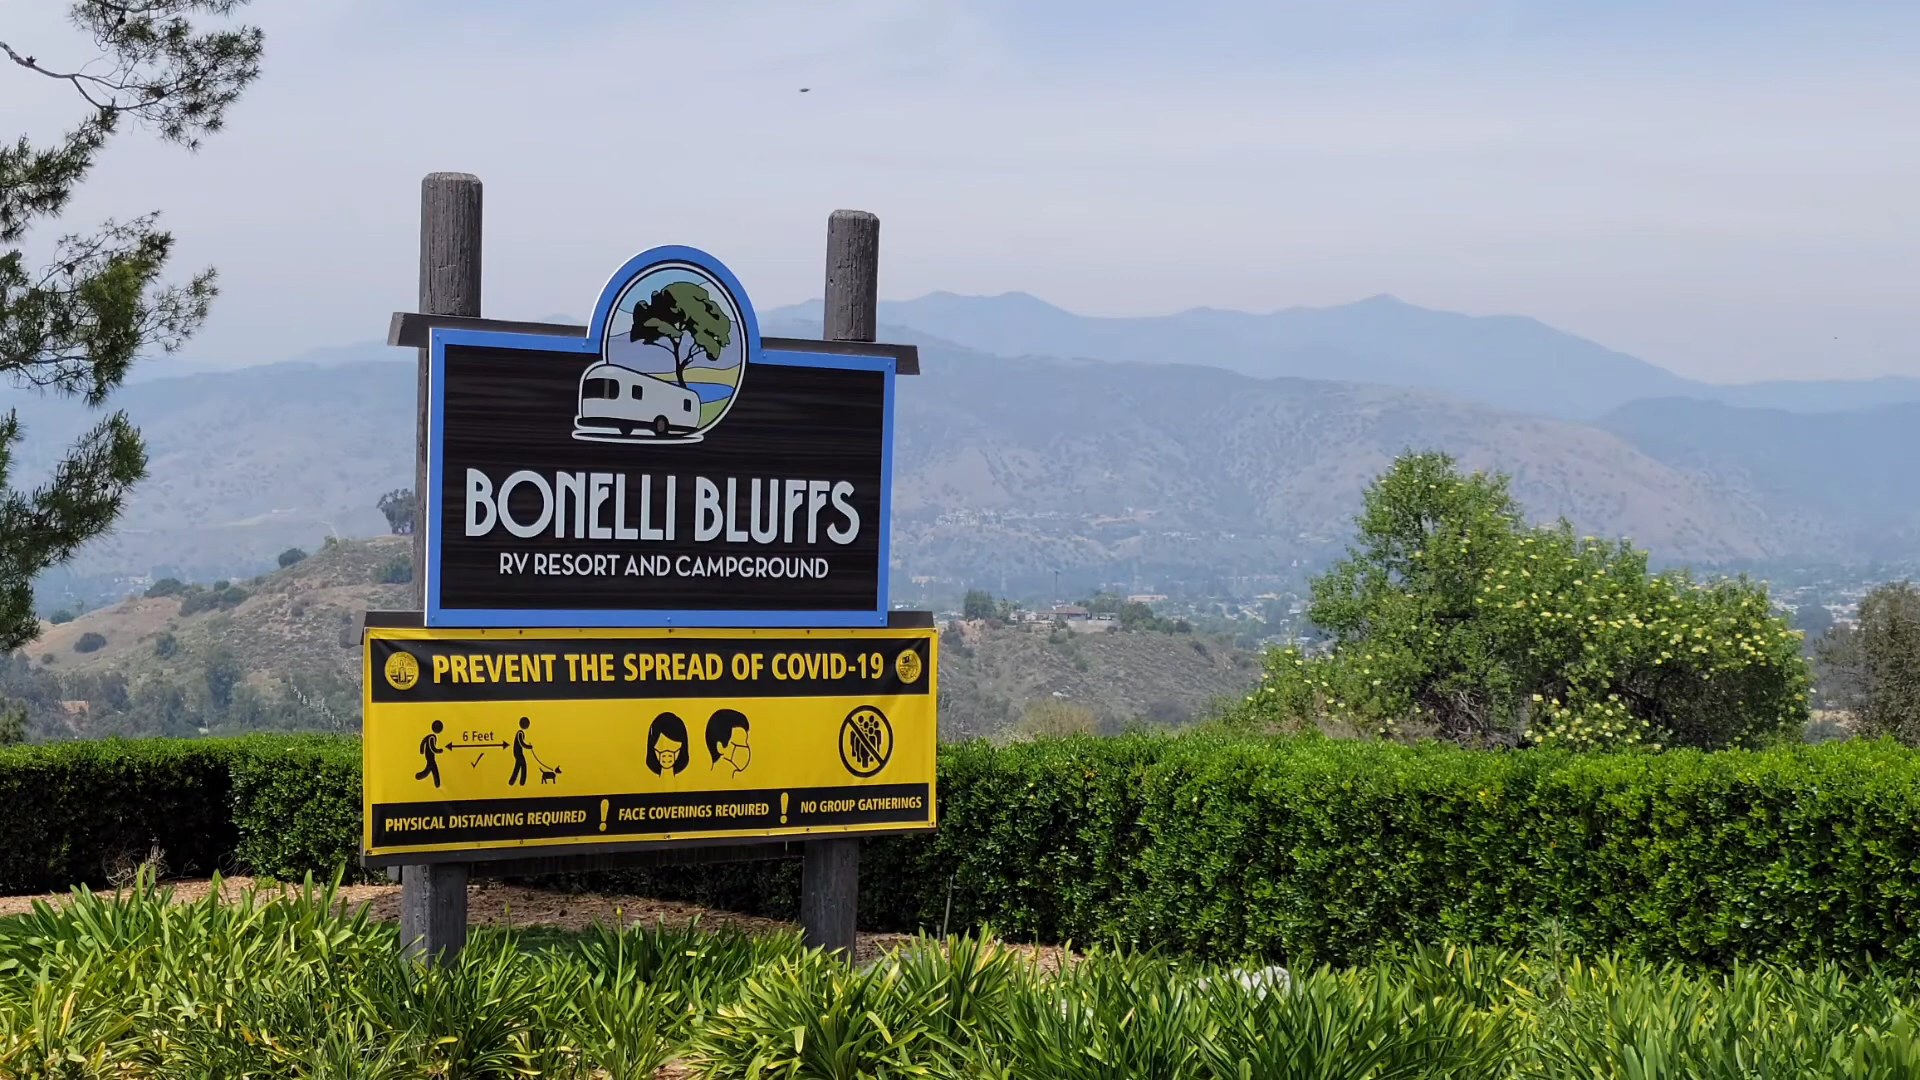 BONELLI BLUFFS
RV RESORT AND CAMPGROUND
PREVENT THE SPREAD OF COVID-19
6 Feet
PHYSICAL DISTANCING REQUIRED ! FACE COVERINGS REQUIRED ! NO GROUP GATHERINGS